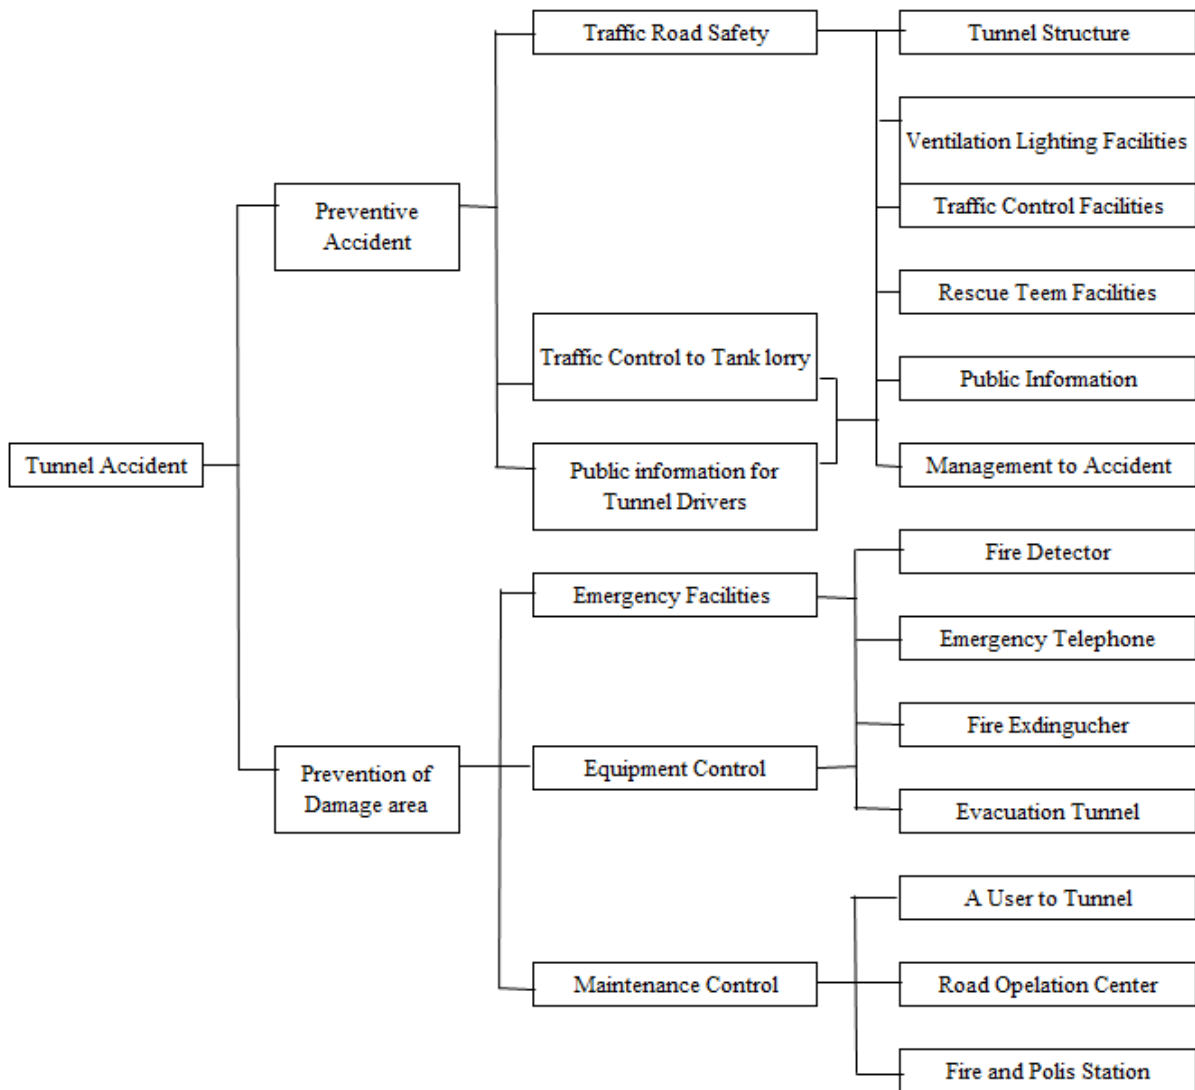 Traffic Road Safety
Tunnel Structure
Ventilation Lighting Facilities
Preventive
Accident
Traffic Control Facilities
Rescue Teem Facilities
Traffic Control to Tank lorry
Public Information
Tunnel Accident
Public information for
Tunnel Drivers
Management to Accident
Fire Detector
Emergency Facilities
Emergency Telephone
Fire Exdingucher
Prevention of
Damage area
Equipment Control
Evacuation Tunnel
A User to Tunnel
Maintenance Control
Road Opelation Center
Fire and Polis Station